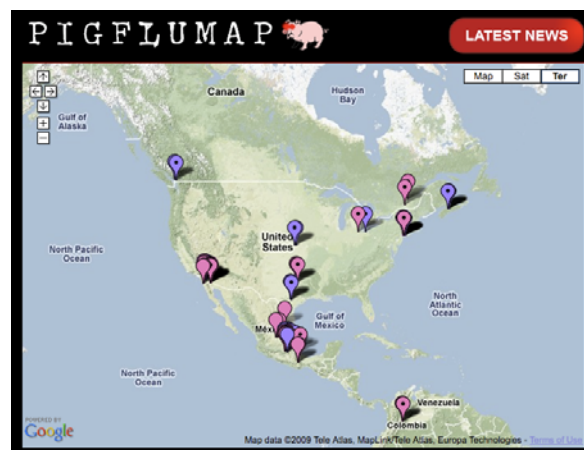 PIGFLUMAP
LATEST NEWS
Map
Sat
Ter
Canada
Hudson
Bay
Gulf of
Alaska
United
States
North Pacific
Ocean
North
Atlantic
Ocean
Gulf of
Mexico
Méxi
North Pacific
Ocean
Venezuela
Colombia
POWERED BY
Google
Map data ©2009 Tele Atlas, MapLink/Tele Atlas, Europa Technologies - Terms of Use